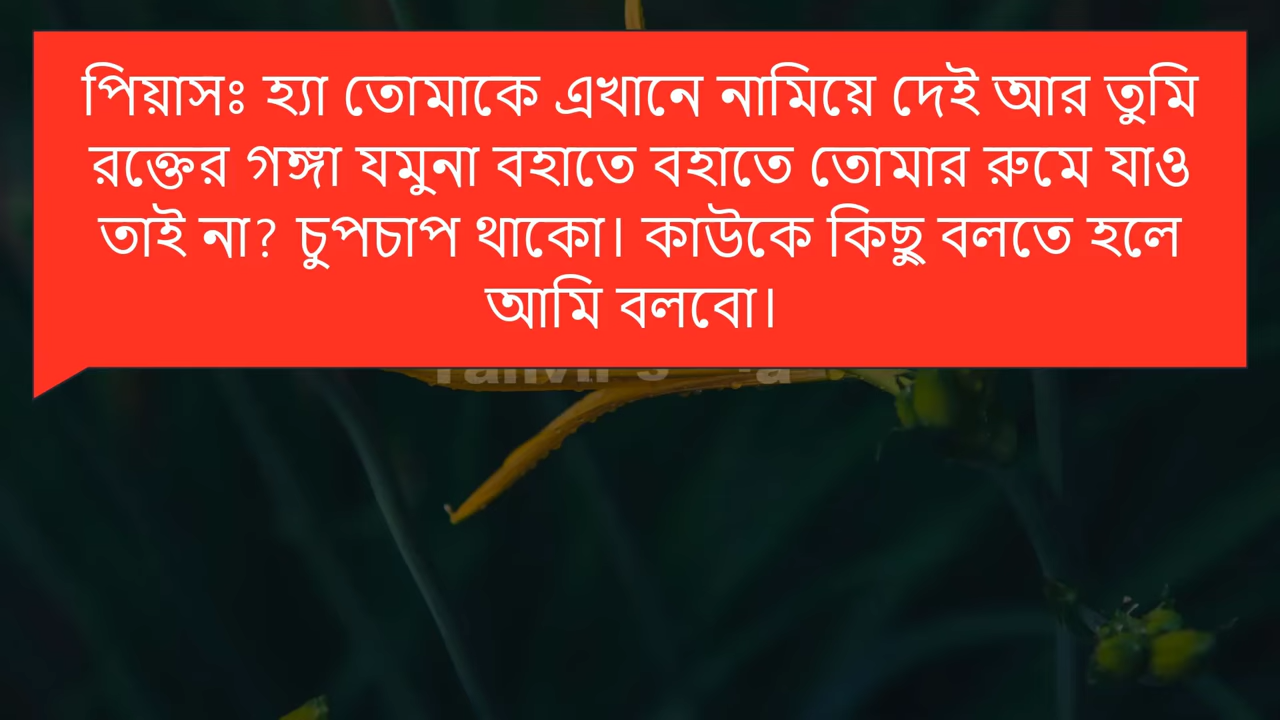 পিয়াসঃ হ্যা তোমাকে এখানে নামিয়ে দেই আর তুমি
রক্তের গঙ্গা যমুনা বহাতে বহাতে তোমার রুমে যাও
তাই না? চুপচাপ থাকো। কাউকে কিছু বলতে হলে
আমি বলবো।